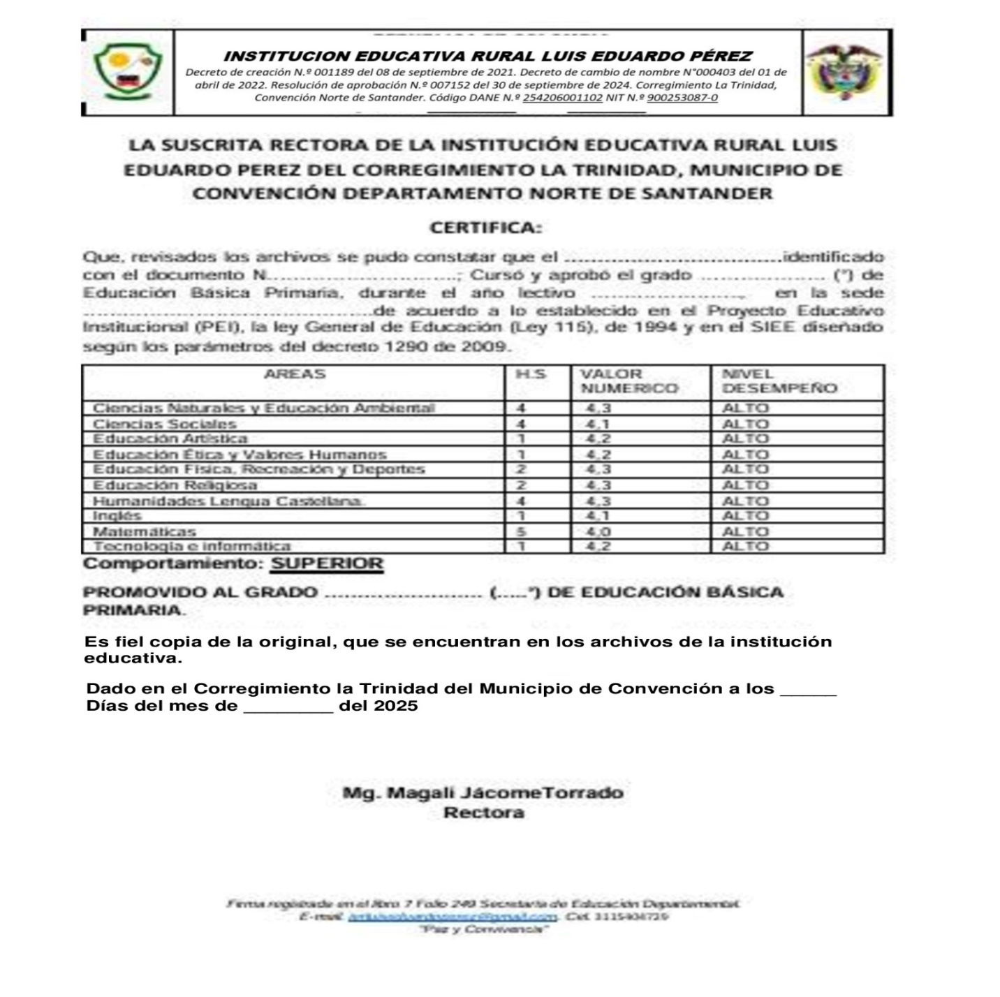 INSTITUCION EDUCATIVA RURAL LUIS EDUARDO PÉREZ
Decreto de creación N.º 001189 del 08 de septiembre de 2021. Decreto de cambio de nombre N°000403 del 01 de
abril de 2022. Resolución de aprobación N.º 007152 del 30 de septiembre de 2024. Corregimiento La Trinidad,
Convención Norte de Santander. Código DANE N.º 254206001102 NIT N.º 900253087-0
LA SUSCRITA RECTORA DE LA INSTITUCIÓN EDUCATIVA RURAL LUIS
EDUARDO PEREZ DEL CORREGIMIENTO LA TRINIDAD, MUNICIPIO DE
CONVENCIÓN DEPARTAMENTO NORTE DE SANTANDER
CERTIFICA:
Que, revisados los archivos se pudo constatar que el .................................identificado
con el documento N.............................; Cursó y aprobó el grado ................... (°) de
Educación Básica Primaria, durante el año lectivo ......................., en la sede
............................................de acuerdo a lo establecido en el Proyecto Educativo
Institucional (PEI), la ley General de Educación (Ley 115), de 1994 y en el SIEE diseñado
según los parámetros del decreto 1290 de 2009.
AREAS H.S VALOR NUMERICO NIVEL DESEMPEÑO
Ciencias Naturales y Educación Ambiental 4 4,3 ALTO
Ciencias Sociales 4 4,1 ALTO
Educación Artística 1 4,2 ALTO
Educación Ética y Valores Humanos 1 4,2 ALTO
Educación Física, Recreación y Deportes 2 4,3 ALTO
Educación Religiosa 2 4,3 ALTO
Humanidades Lengua Castellana. 4 4,3 ALTO
Inglés 1 4,1 ALTO
Matemáticas 5 4,0 ALTO
Tecnología e informática 1 4,2 ALTO
Comportamiento: SUPERIOR
PROMOVIDO AL GRADO ........................ (.....°) DE EDUCACIÓN BÁSICA
PRIMARIA.
Es fiel copia de la original, que se encuentran en los archivos de la institución
educativa.
Dado en el Corregimiento la Trinidad del Municipio de Convención a los _____
Días del mes de ________ del 2025
Mg. Magali JácomeTorrado
Rectora
Firma registrada en el libro 7 Folio 249 Secretaría de Educación Departamental
E-mail. Cel.
"Paz y Convivencia"